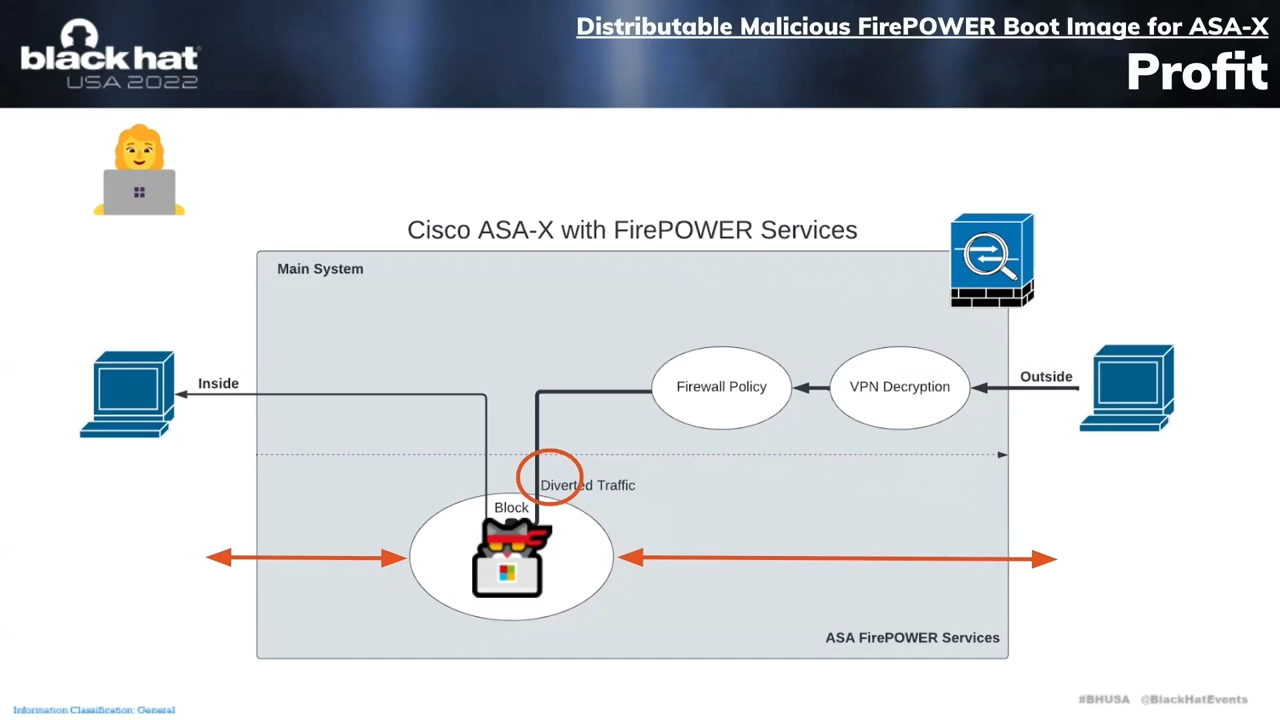 black hat
USA 2022
Distributable Malicious FirePOWER Boot Image for ASA-X
Profit
Cisco ASA-X with FirePOWER Services
Main System
Inside
Firewall Policy
VPN Decryption
Outside
Diverted Traffic
Block
ASA FirePOWER Services
#BHUSA @BlackHatEvents
Information Classification: General